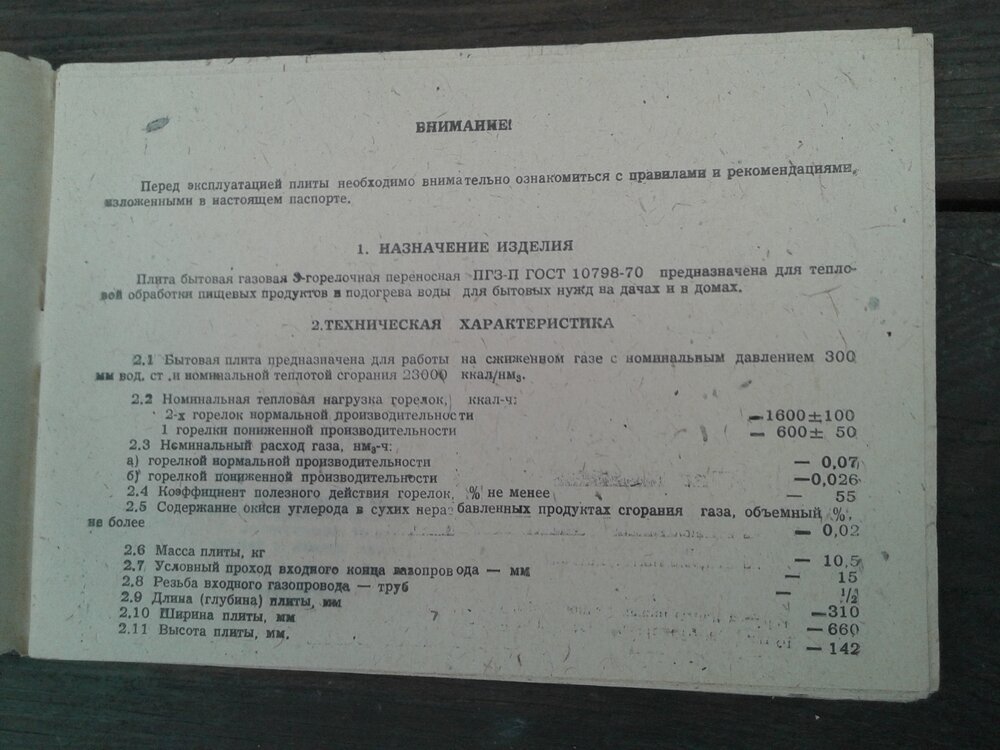 ВНИМАНИЕ!
Перед эксплуатацией плиты необходимо внимательно ознакомиться с правилами и рекомендациями,
изложенными в настоящем паспорте.
1. НАЗНАЧЕНИЕ ИЗДЕЛИЯ
Плита бытовая газовая 3-горелочная переносная ПГЗ-П ГОСТ 10798-70 предназначена для тепло-
вой обработки пищевых продуктов и подогрева воды для бытовых нужд на дачах и в домах.
2.ТЕХНИЧЕСКАЯ ХАРАКТЕРИСТИКА
2.1 Бытовая плита предназначена для работы на сжиженном газе с номинальным давлением 300
мм вод. ст .и номинальной теплотой сгорания 23000 ккал/нм₃.
2.2 Номинальная тепловая нагрузка горелок, ккал-ч:
2-х горелок нормальной производительности —1600±100
1 горелки пониженной производительности — 600± 50
2.3 Номинальный расход газа, нм₃-ч:
а) горелкой нормальной производительности — 0,07
б) горелкой пониженной производительности —0,026
2.4 Коэффициент полезного действия горелок, % не менее — 55
2.5 Содержание окиси углерода в сухих неразбавленных продуктах сгорания газа, объемный %,
не более — 0,02
2.6 Масса плиты, кг — 10,5
2.7 Условный проход входного конца газопровода — мм — 15
2.8 Резьба входного газопровода — труб — 1/2
2.9 Длина (глубина) плиты, мм —310
2.10 Ширина плиты, мм — 660
2.11 Высота плиты, мм. — 142